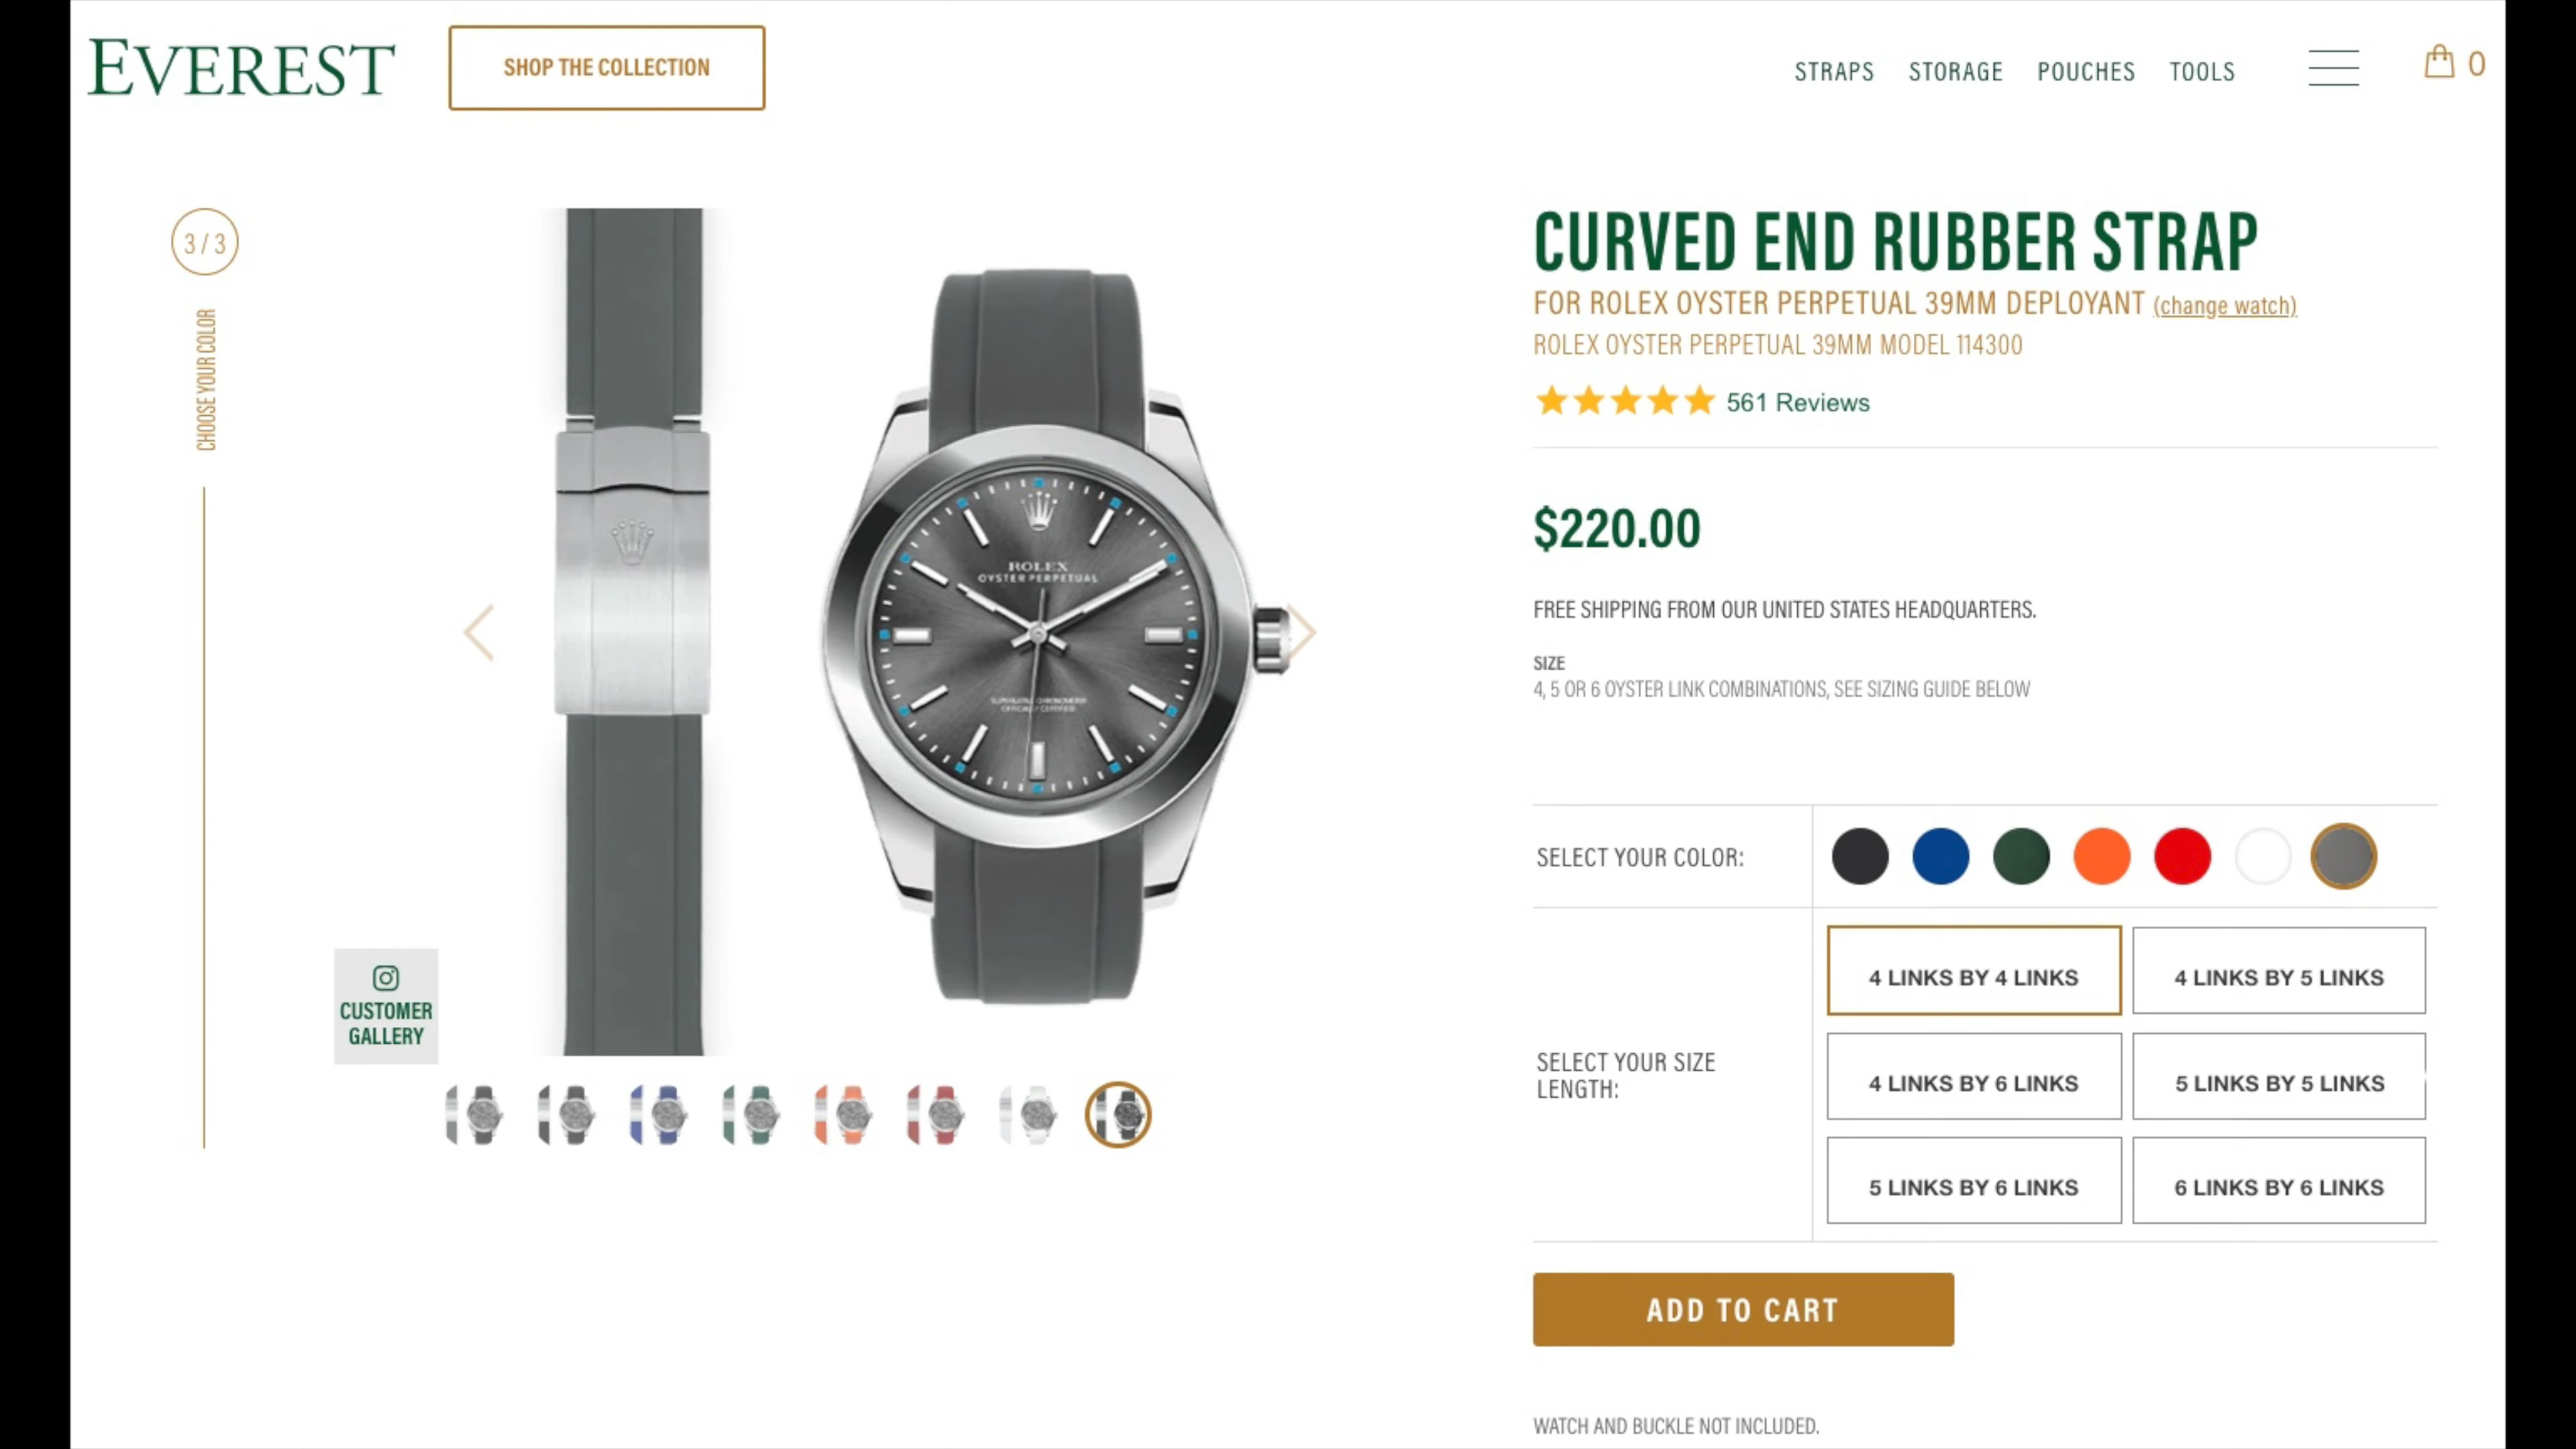 EVEREST
SHOP THE COLLECTION
STRAPS
STORAGE
POUCHES
TOOLS
0
3 / 3
CHOOSE YOUR COLOR
ROLEX
OYSTER PERPETUAL
SUPERLATIVE CHRONOMETER
OFFICIALLY CERTIFIED
CUSTOMER
GALLERY
CURVED END RUBBER STRAP
FOR ROLEX OYSTER PERPETUAL 39MM DEPLOYANT (change watch)
ROLEX OYSTER PERPETUAL 39MM MODEL 114300
561 Reviews
$220.00
FREE SHIPPING FROM OUR UNITED STATES HEADQUARTERS.
SIZE
4, 5 OR 6 OYSTER LINK COMBINATIONS, SEE SIZING GUIDE BELOW
SELECT YOUR COLOR:
SELECT YOUR SIZE
LENGTH:
4 LINKS BY 4 LINKS
4 LINKS BY 5 LINKS
4 LINKS BY 6 LINKS
5 LINKS BY 5 LINKS
5 LINKS BY 6 LINKS
6 LINKS BY 6 LINKS
ADD TO CART
WATCH AND BUCKLE NOT INCLUDED.